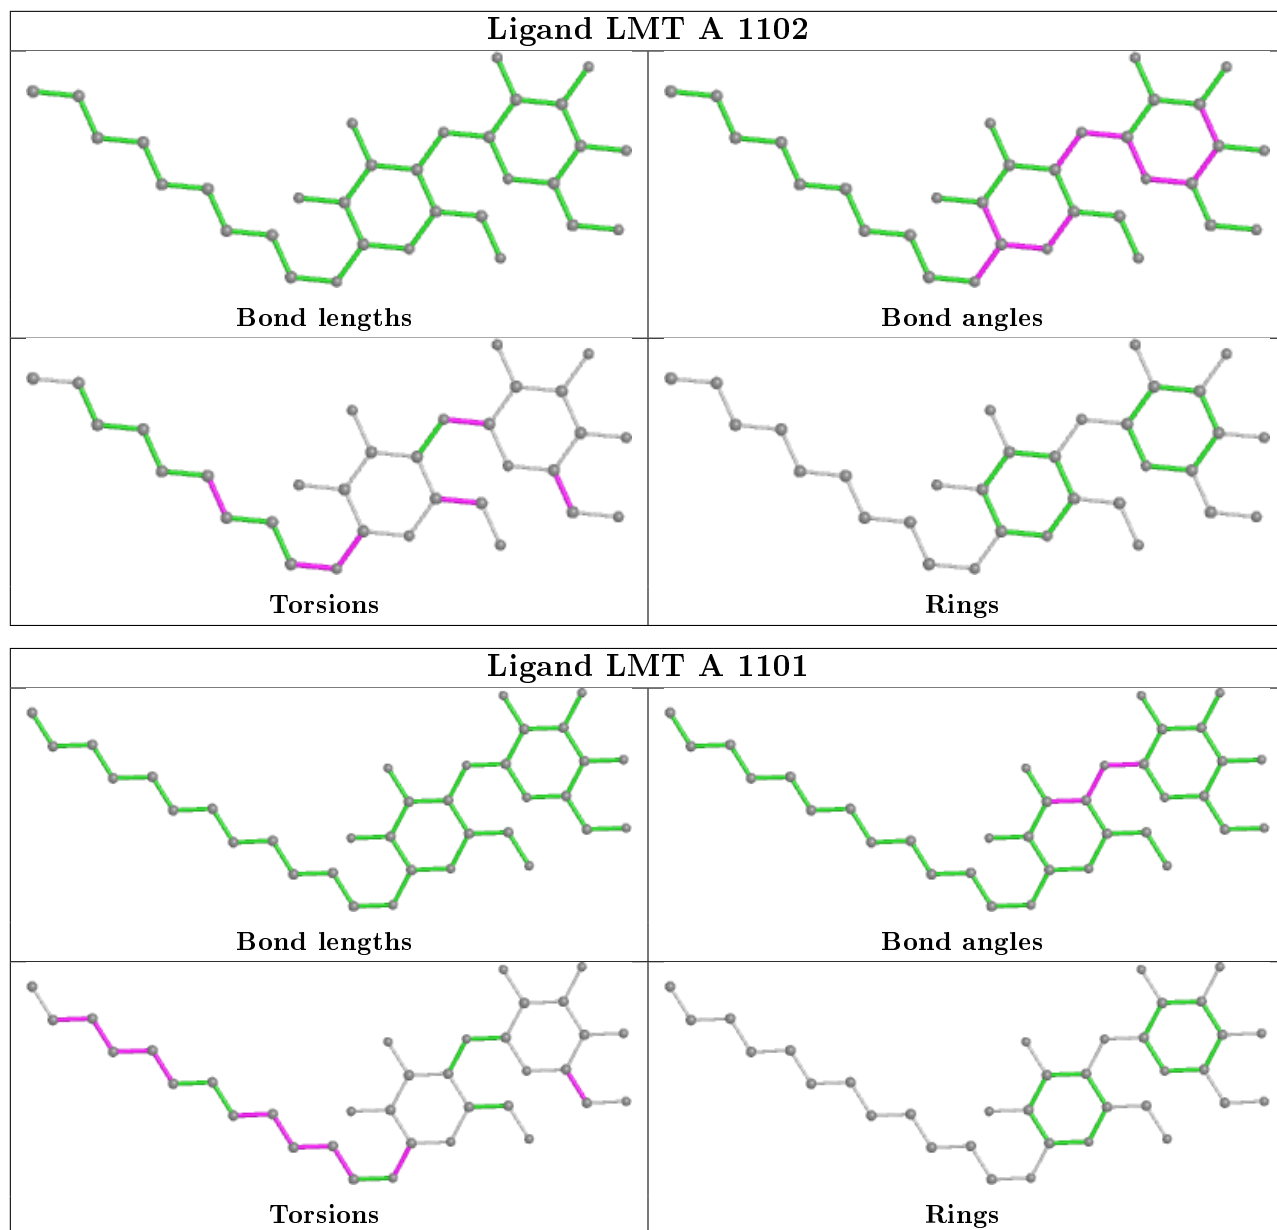 Ligand LMT A 1102
Bond lengths
Bond angles
Torsions
Rings
Ligand LMT A 1101
Bond lengths
Bond angles
Torsions
Rings